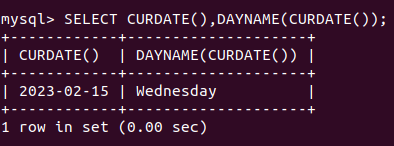 mysql> SELECT CURDATE(),DAYNAME(CURDATE());
+------------+--------------------+
| CURDATE()  | DAYNAME(CURDATE()) |
+------------+--------------------+
| 2023-02-15 | Wednesday          |
+------------+--------------------+
1 row in set (0.00 sec)